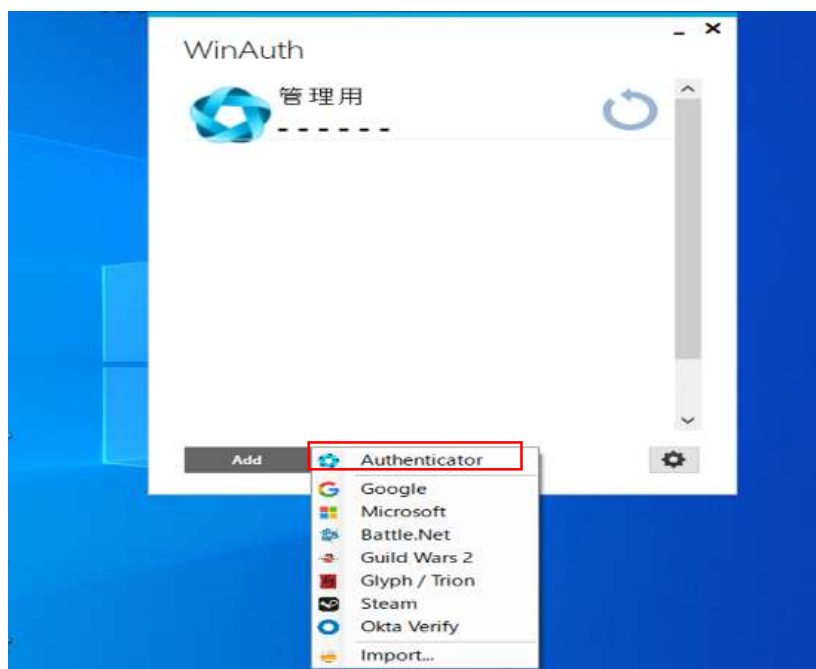 WinAuth
管理用
- - - - - -
Add
Authenticator
Google
Microsoft
Battle.Net
Guild Wars 2
Glyph / Trion
Steam
Okta Verify
Import...